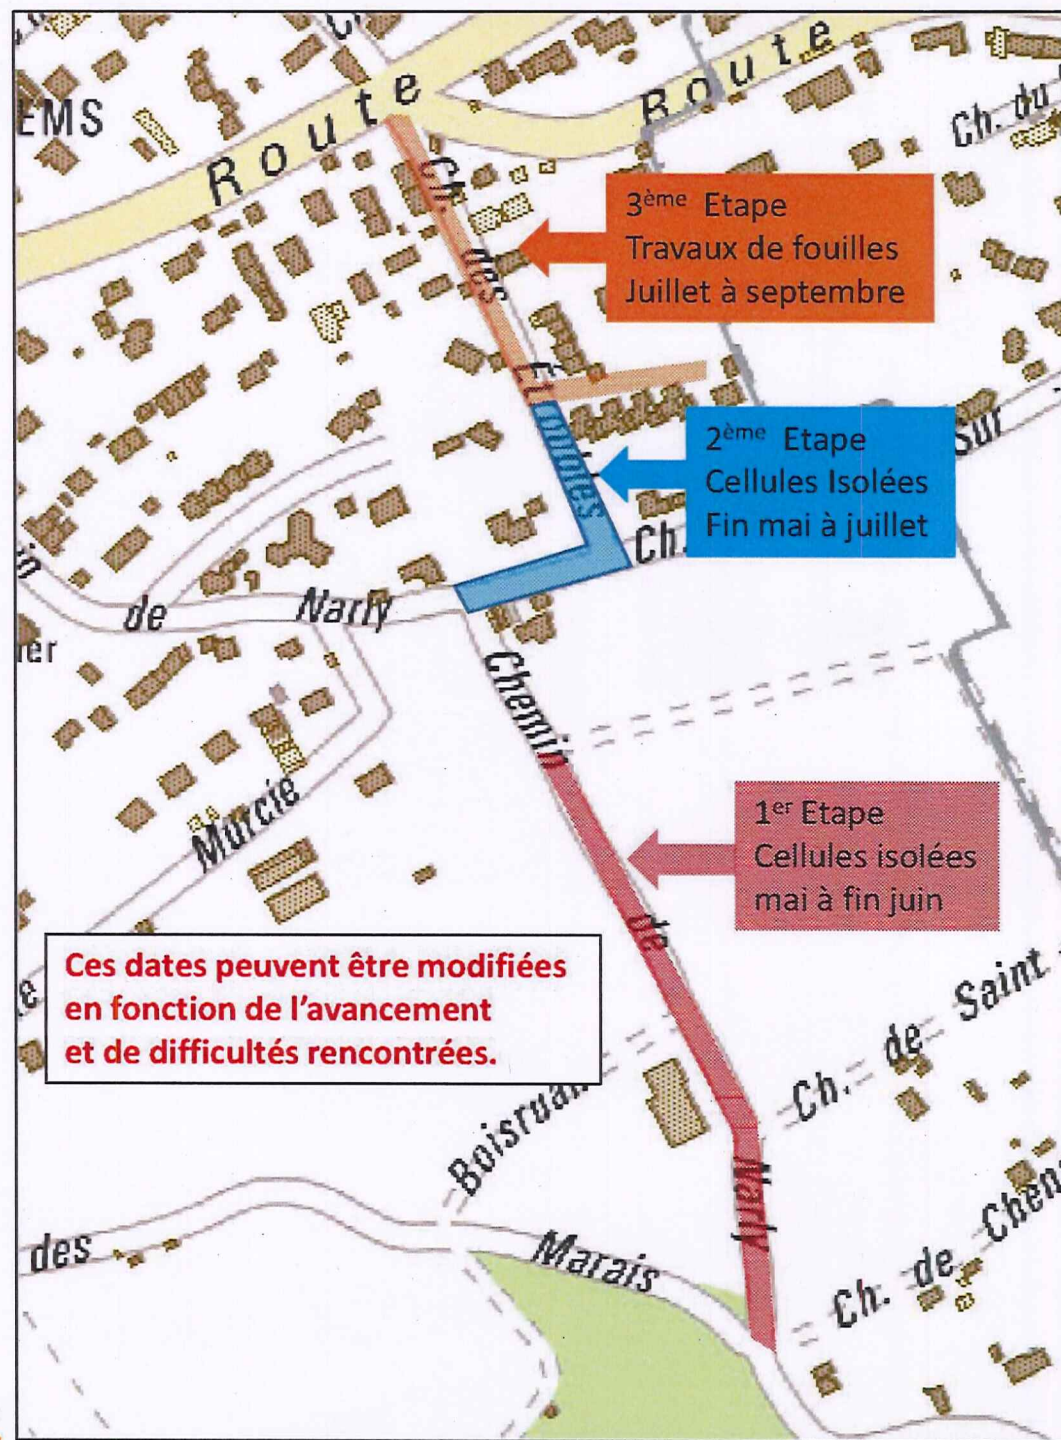 EMS
Route
Route
Ch. du
Ch. des
3ème Etape
Travaux de fouilles
Juillet à septembre
2ème Etape
Cellules Isolées
Fin mai à juillet
Sur
Ch.
de Narly
Chemin
Murcie
1er Etape
Cellules isolées
mai à fin juin
de
Ces dates peuvent être modifiées
en fonction de l'avancement
et de difficultés rencontrées.
Ch. de Saint
Narly
Ch. de
des
Marais